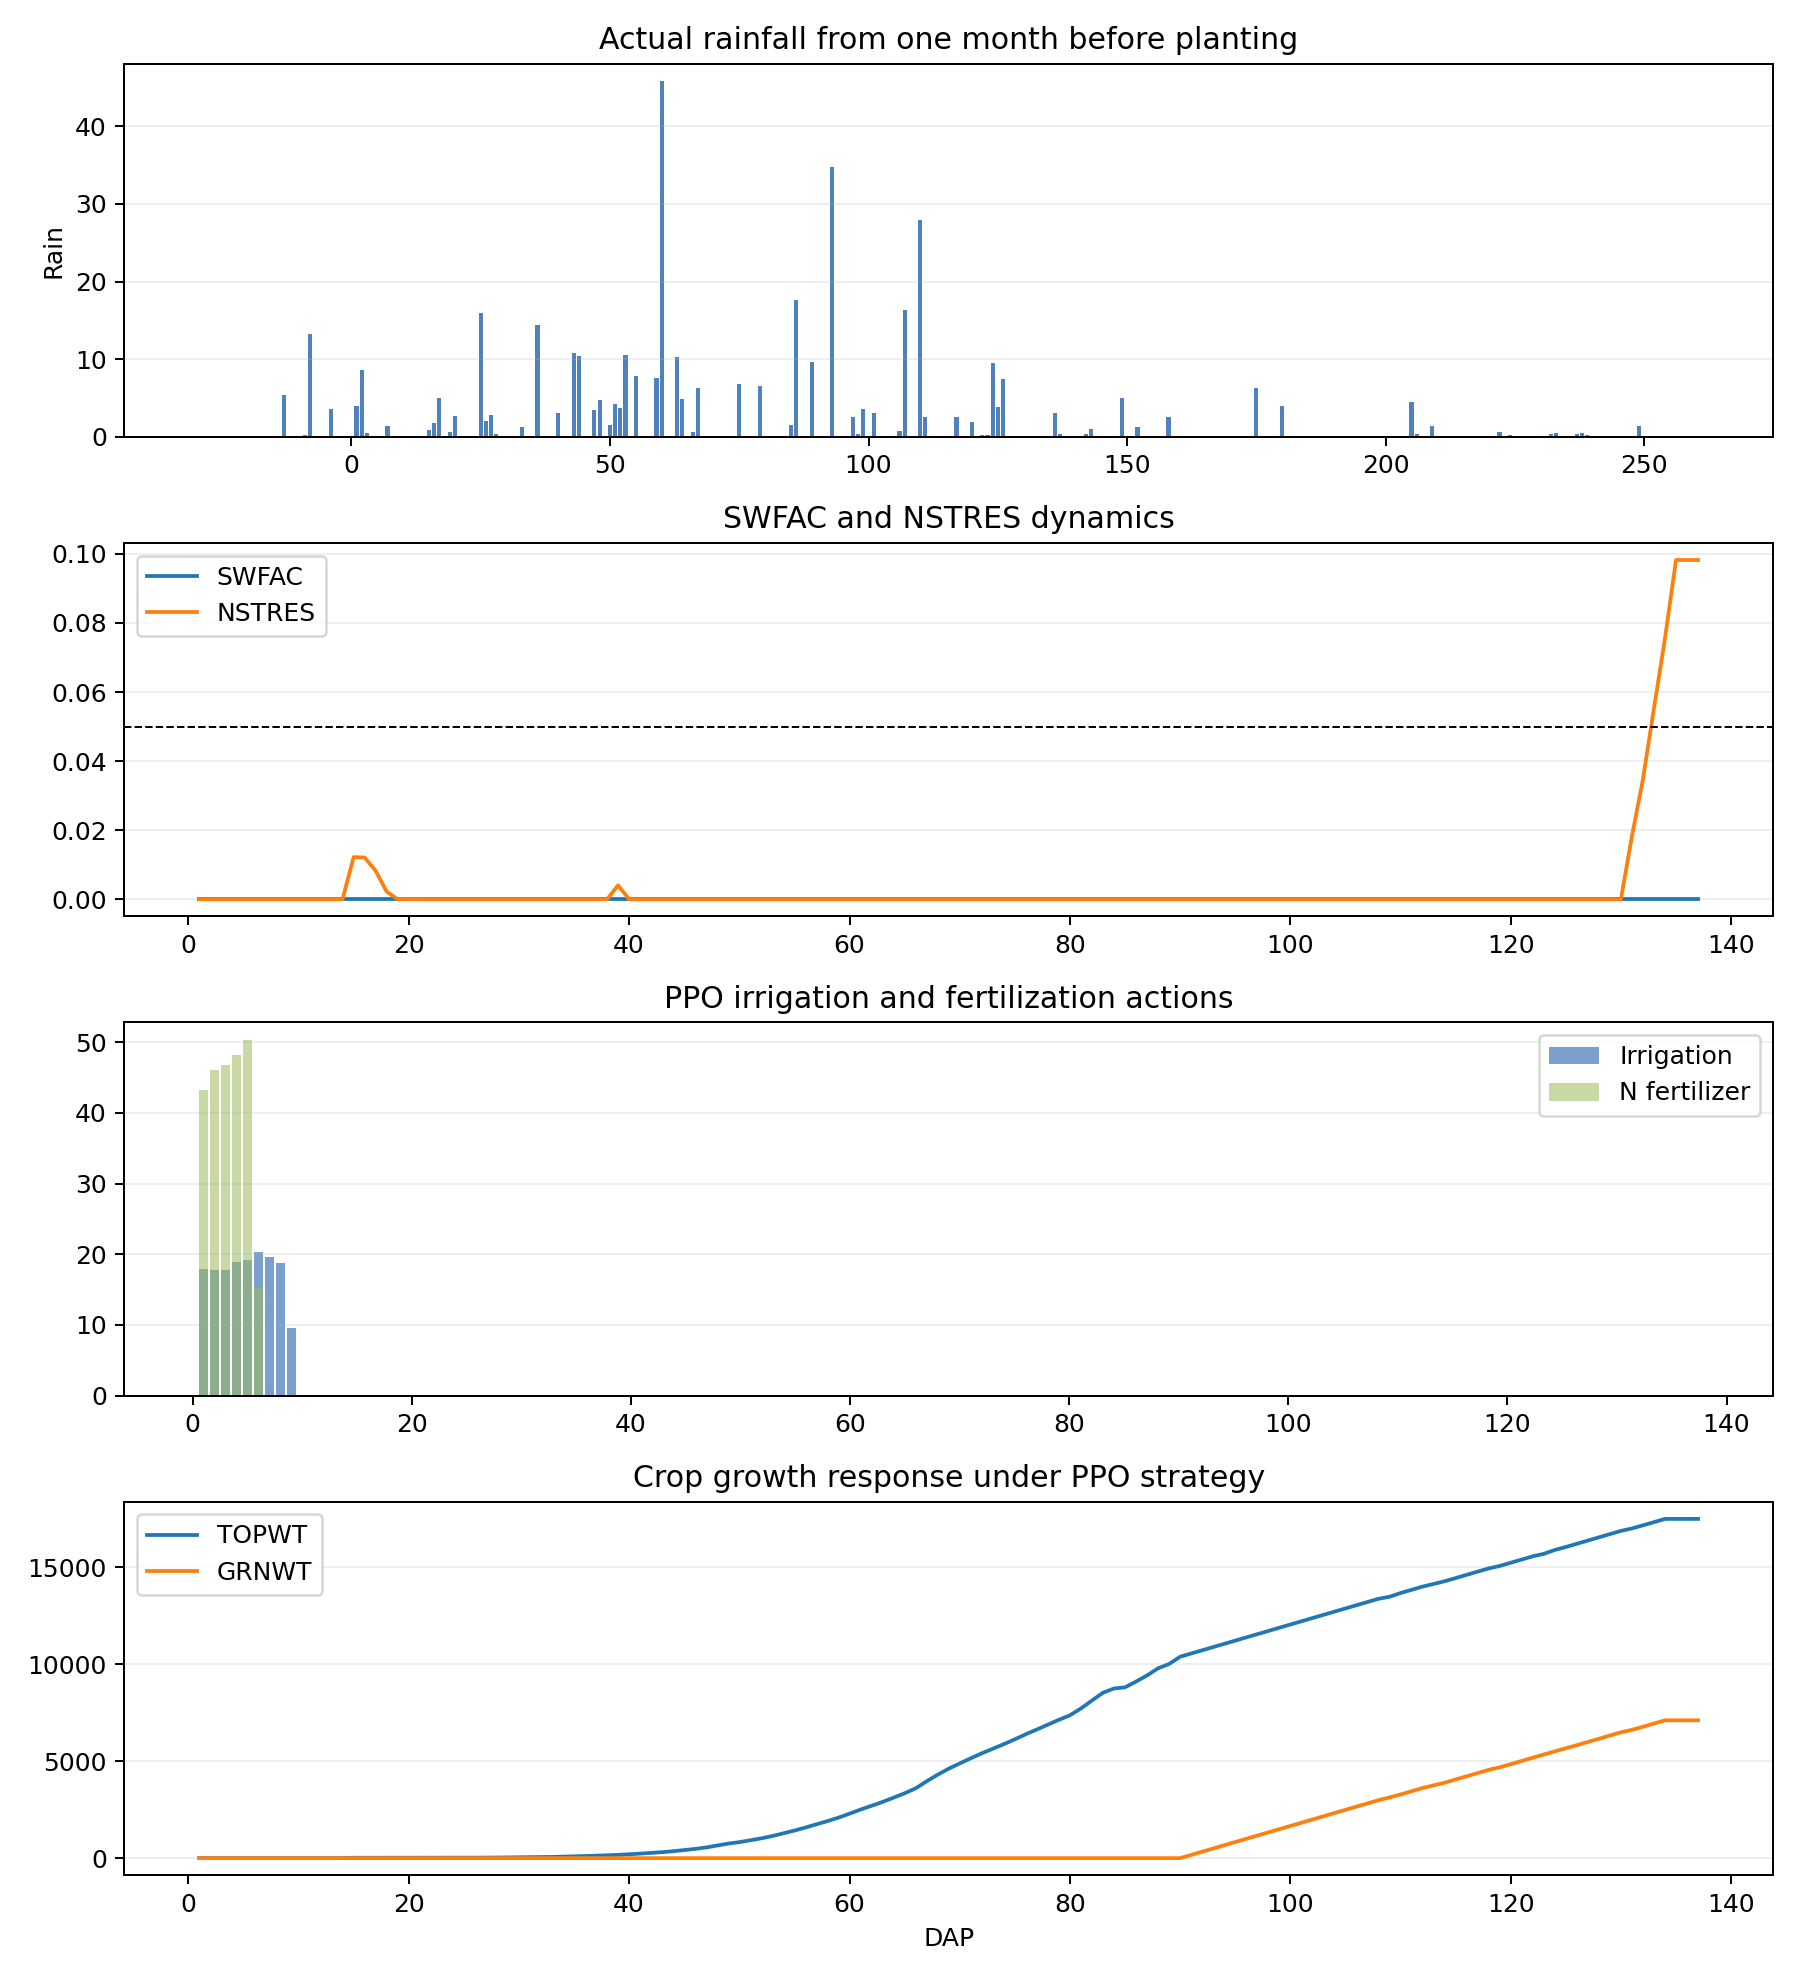 Actual rainfall from one month before planting
Rain
40
30
20
10
0
0 50 100 150 200 250
SWFAC and NSTRES dynamics
SWFAC
NSTRES
0.10
0.08
0.06
0.04
0.02
0.00
0 20 40 60 80 100 120 140
PPO irrigation and fertilization actions
Irrigation
N fertilizer
50
40
30
20
10
0
0 20 40 60 80 100 120 140
Crop growth response under PPO strategy
TOPWT
GRNWT
15000
10000
5000
0
0 20 40 60 80 100 120 140
DAP